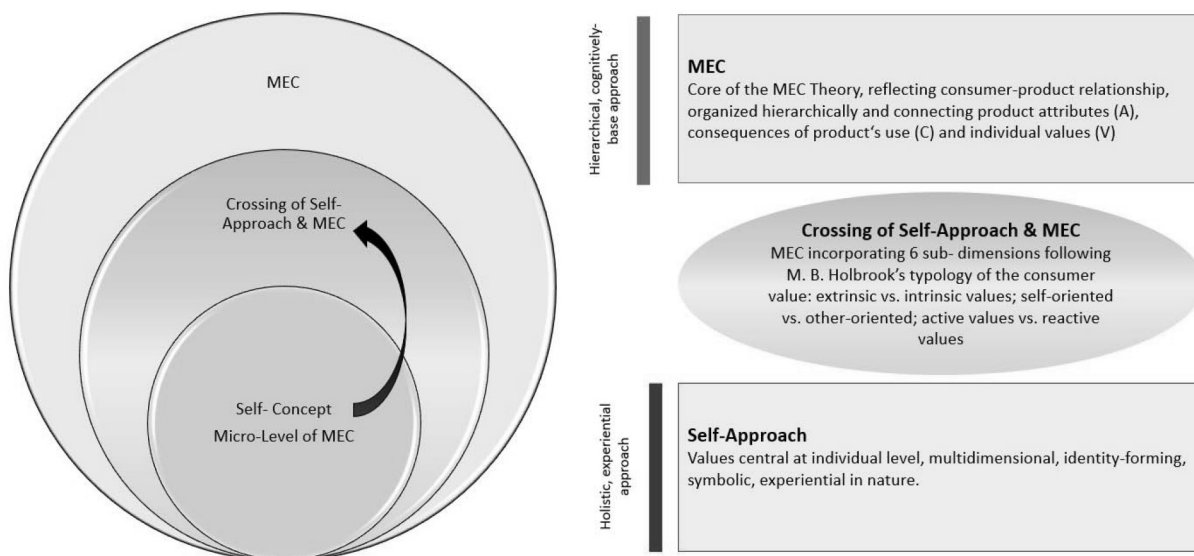 MEC
Crossing of Self-
Approach & MEC
Self- Concept
Micro-Level of MEC
Hierarchical, cognitively-
base approach
MEC
Core of the MEC Theory, reflecting consumer-product relationship,
organized hierarchically and connecting product attributes (A),
consequences of product‘s use (C) and individual values (V)
Crossing of Self-Approach & MEC
MEC incorporating 6 sub- dimensions following
M. B. Holbrook’s typology of the consumer
value: extrinsic vs. intrinsic values; self-oriented
vs. other-oriented; active values vs. reactive
values
Holistic, experiential
approach
Self-Approach
Values central at individual level, multidimensional, identity-forming,
symbolic, experiential in nature.